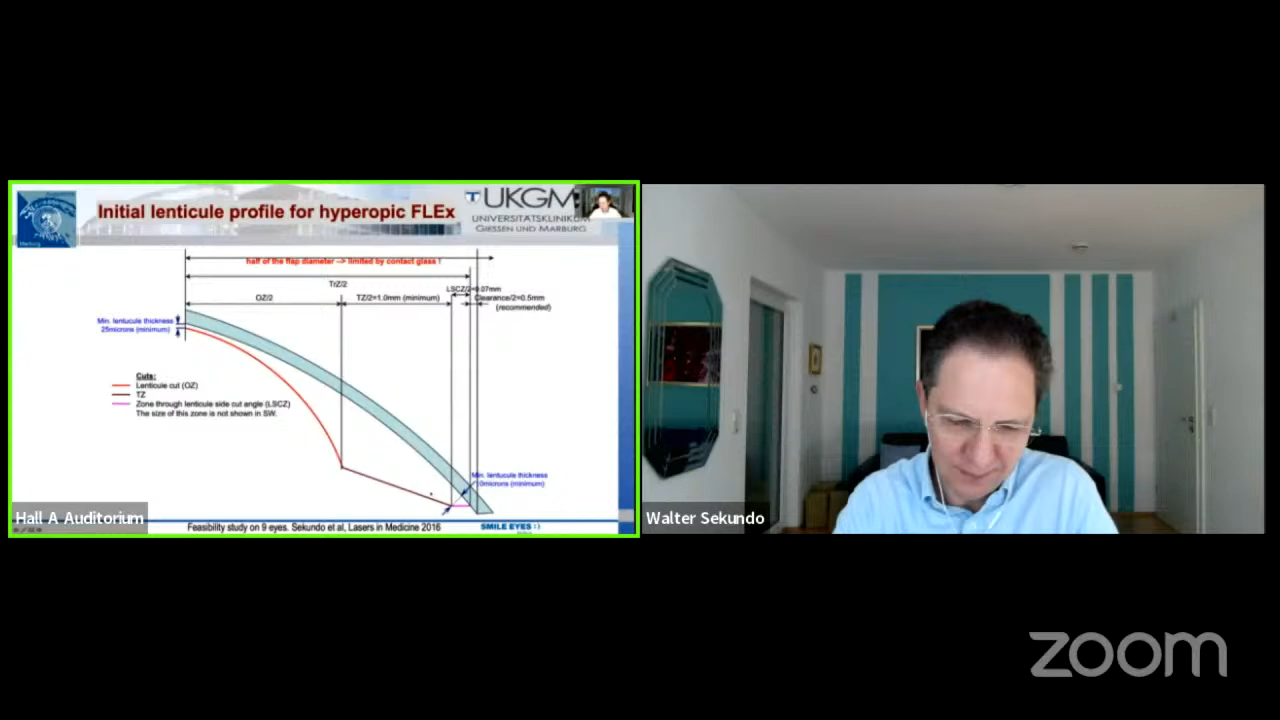 Initial lenticule profile for hyperopic FLEx
UKGM
UNIVERSITÄTSKLINIKUM
GIESSEN UND MARBURG
Marburg
half of the flap diameter --> limited by contact glass !
TrZ/2
LSCZ/2=0.07mm
OZ/2
TZ/2=1.0mm (minimum)
Clearance/2=0.5mm
(recommended)
Min. lentucule thickness
25microns (minimum)
Cuts:
Lenticule cut (OZ)
TZ
Zone through lenticule side cut angle (LSCZ)
The size of this zone is not shown in SW.
Min. lentucule thickness
0microns (minimum)
Hall A Auditorium
Feasibility study on 9 eyes. Sekundo et al, Lasers in Medicine 2016
SMILE EYES :)
Walter Sekundo
zoom